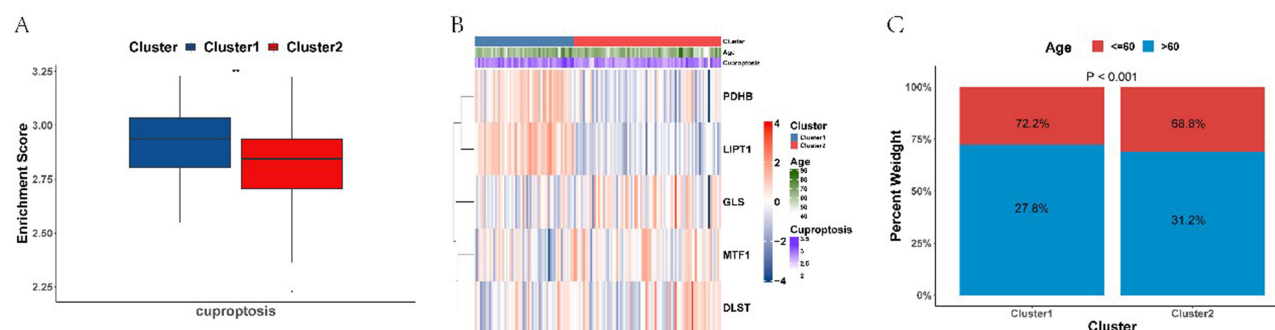 A
Cluster Cluster1 Cluster2
**
3.25
3.00
2.75
2.50
2.25
Enrichment Score
cuproptosis
B
Cluster
Age
Cuproptosis
PDHB
LIPT1
GLS
MTF1
DLST
4
2
0
−2
−4
Cluster
Cluster1
Cluster2
Age
90
80
70
60
50
40
Cuproptosis
3.5
3
2.5
2
C
Age <=60 >60
P < 0.001
100%
75%
50%
25%
0%
Percent Weidght
72.2%
68.8%
27.8%
31.2%
Cluster1 Cluster2
Cluster